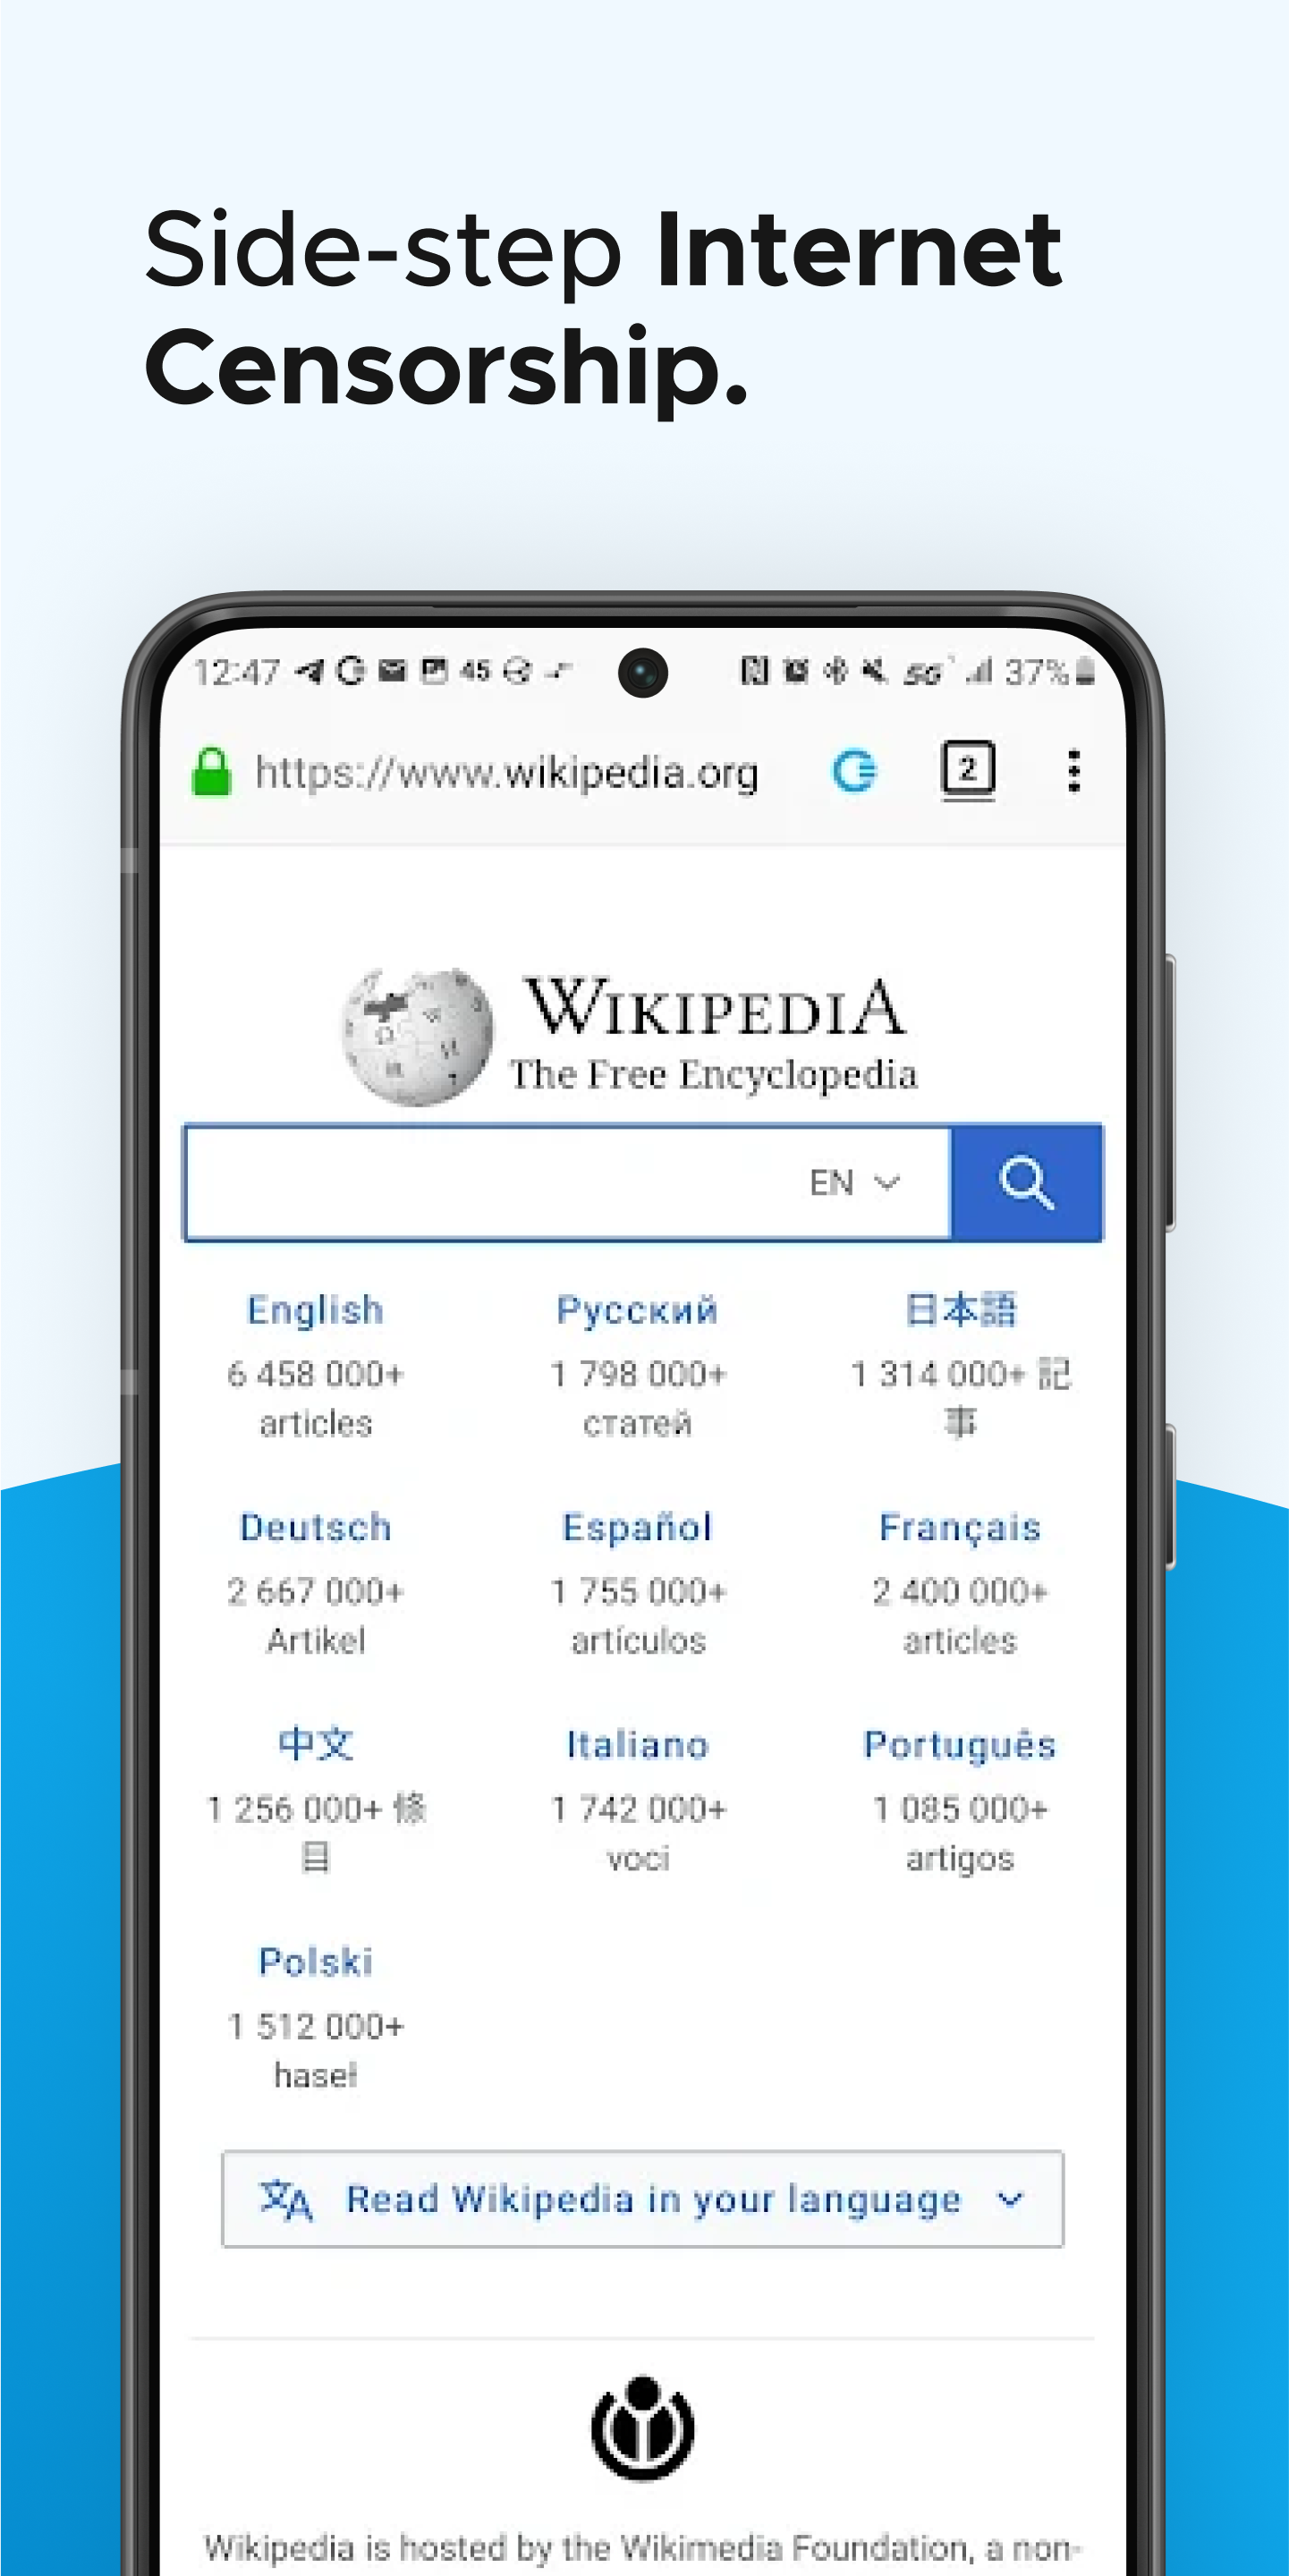 Side-step Internet
Censorship.
12:47 45 5G 37%
https://www.wikipedia.org 2
WIKIPEDIA
The Free Encyclopedia
EN
English Русский 日本語
6 458 000+ 1 798 000+ 1 314 000+ 記
articles статей 事
Deutsch Español Français
2 667 000+ 1 755 000+ 2 400 000+
Artikel artículos articles
中文 Italiano Português
1 256 000+ 條 1 742 000+ 1 085 000+
目 voci artigos
Polski
1 512 000+
haseł
Read Wikipedia in your language
Wikipedia is hosted by the Wikimedia Foundation, a non-